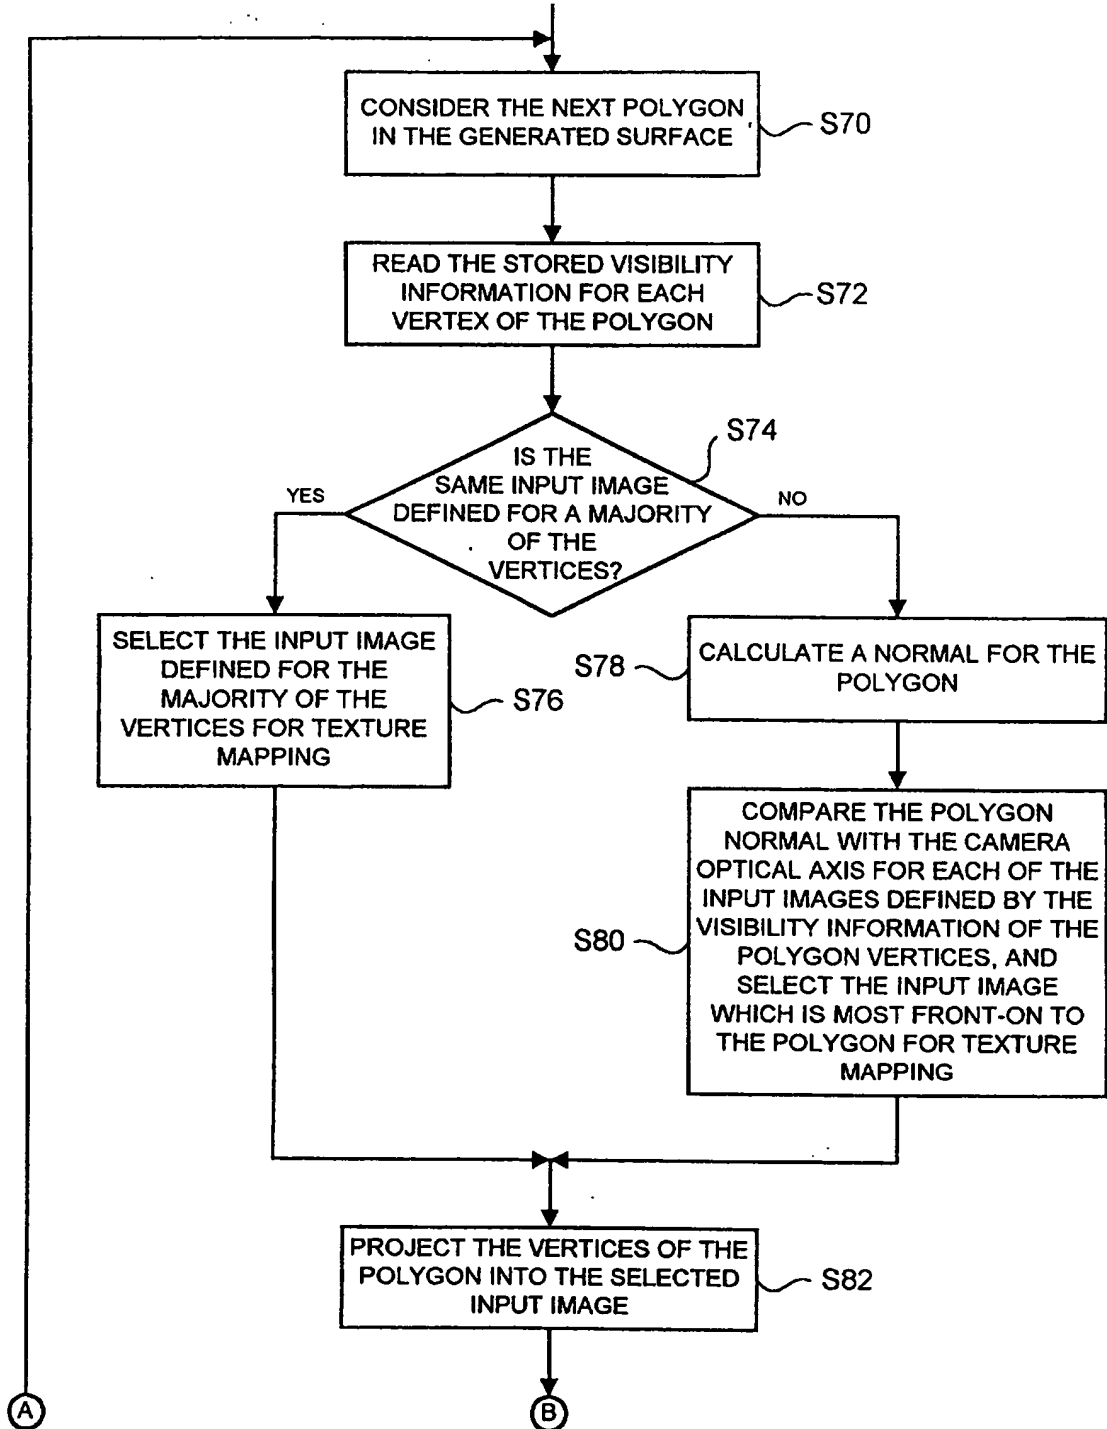 CONSIDER THE NEXT POLYGON
IN THE GENERATED SURFACE
S70
READ THE STORED VISIBILITY
INFORMATION FOR EACH
VERTEX OF THE POLYGON
S72
IS THE
SAME INPUT IMAGE
DEFINED FOR A MAJORITY
OF THE
VERTICES?
S74
YES
NO
SELECT THE INPUT IMAGE
DEFINED FOR THE
MAJORITY OF THE
VERTICES FOR TEXTURE
MAPPING
S76
S78
CALCULATE A NORMAL FOR THE
POLYGON
S80
COMPARE THE POLYGON
NORMAL WITH THE CAMERA
OPTICAL AXIS FOR EACH OF THE
INPUT IMAGES DEFINED BY THE
VISIBILITY INFORMATION OF THE
POLYGON VERTICES, AND
SELECT THE INPUT IMAGE
WHICH IS MOST FRONT-ON TO
THE POLYGON FOR TEXTURE
MAPPING
PROJECT THE VERTICES OF THE
POLYGON INTO THE SELECTED
INPUT IMAGE
S82
A
B